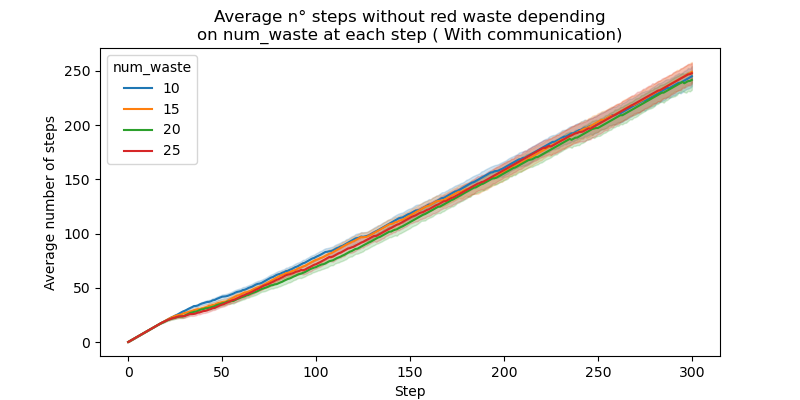 Average n° steps without red waste depending
on num_waste at each step ( With communication)
num_waste
10
15
20
25
Average number of steps
250
200
150
100
50
0
0 50 100 150 200 250 300
Step